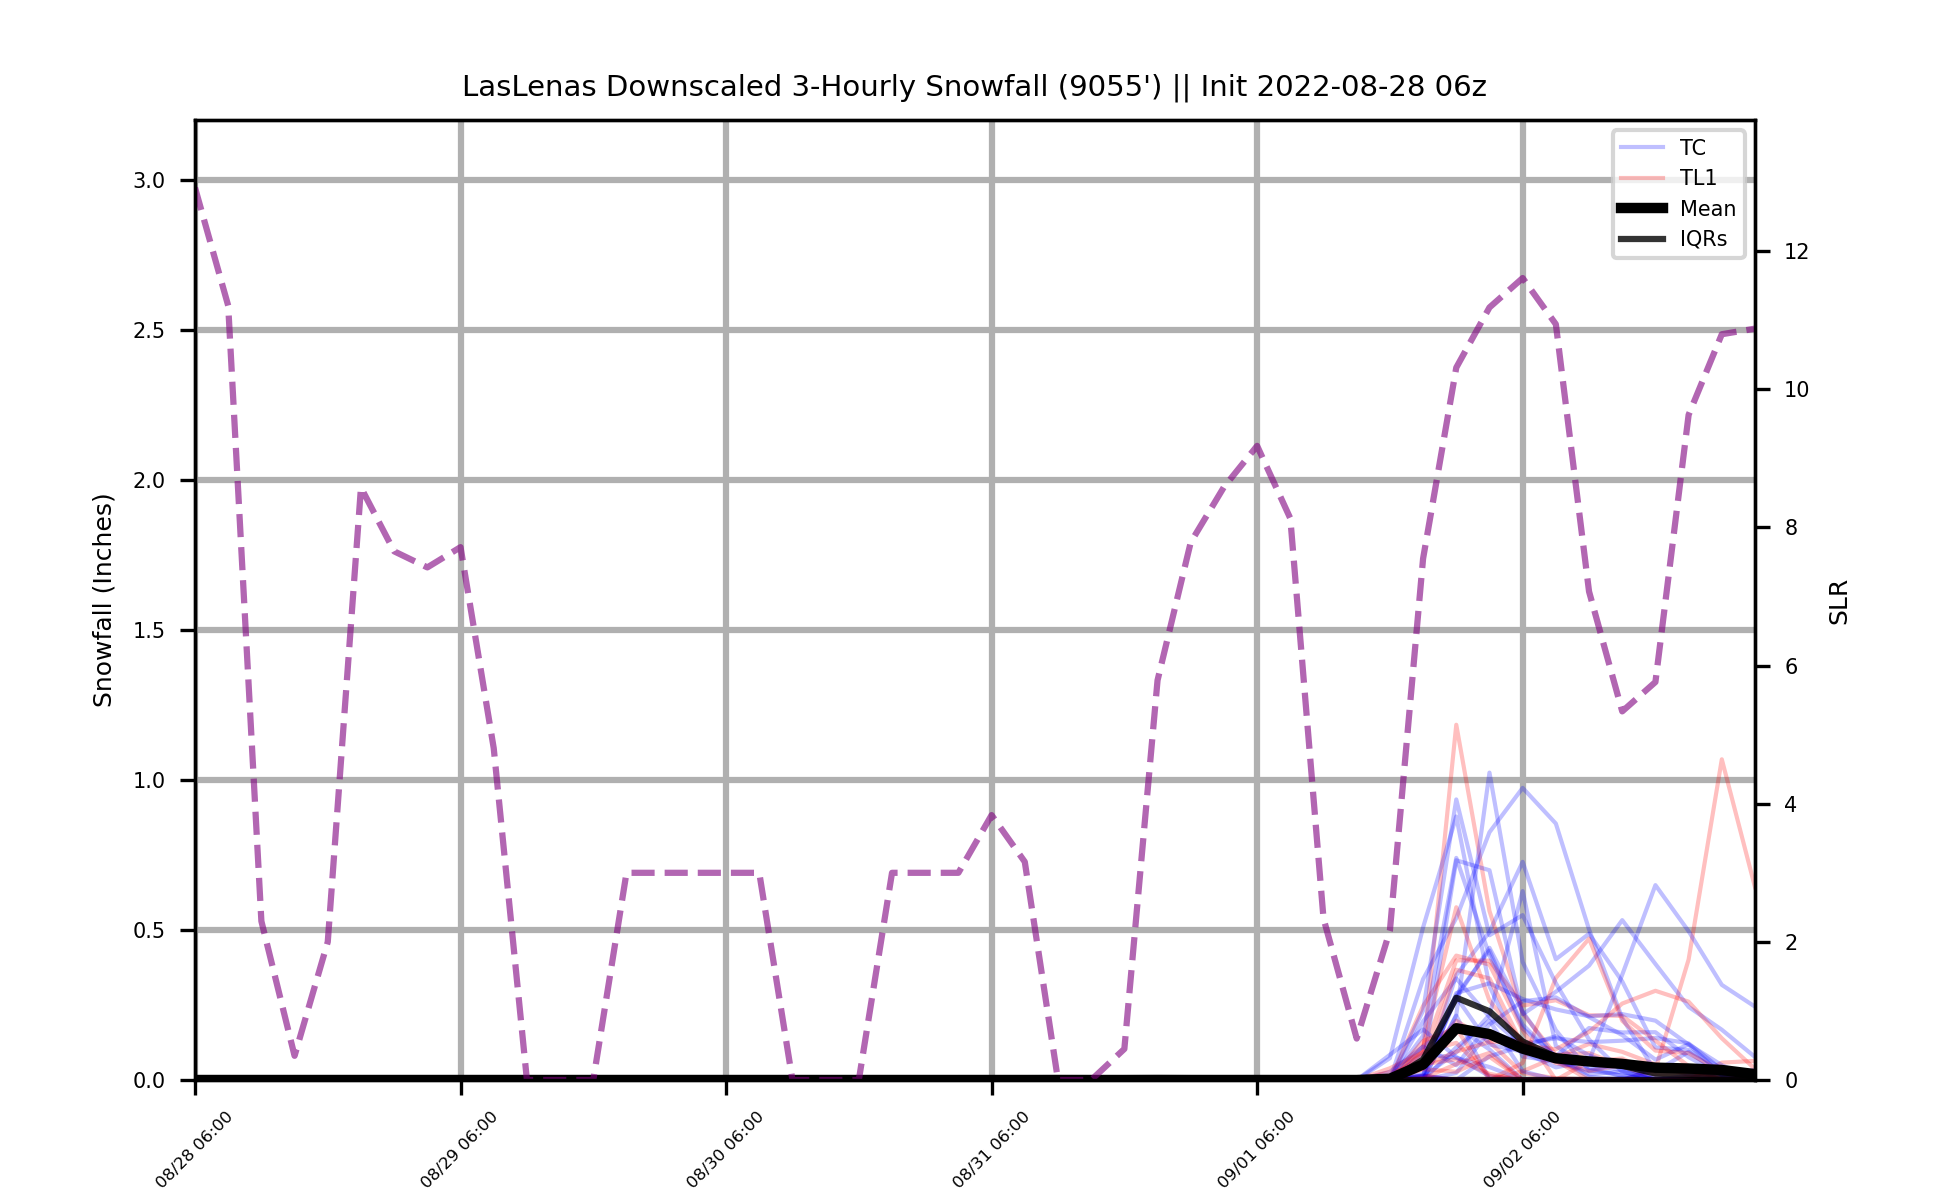 LasLenas Downscaled 3-Hourly Snowfall (9055') || Init 2022-08-28 06z
TC
TL1
Mean
IQRs
Snowfall (Inches)
3.0
2.5
2.0
1.5
1.0
0.5
0.0
12
10
8
6
4
2
0
SLR
08/28 06:00
08/29 06:00
08/30 06:00
08/31 06:00
09/01 06:00
09/02 06:00